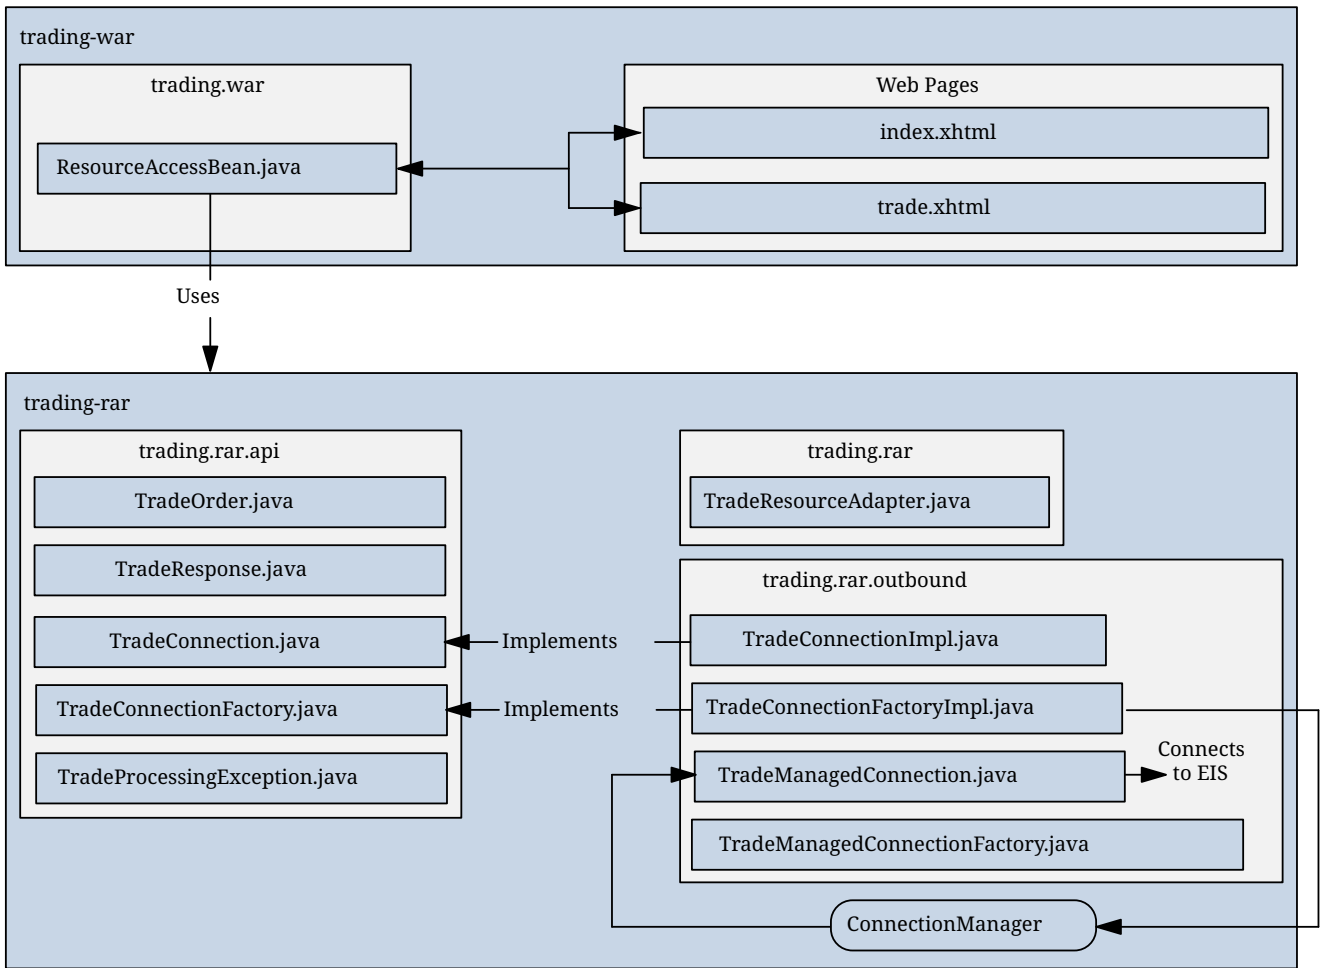 trading-war
trading.war
Web Pages
index.xhtml
ResourceAccessBean.java
trade.xhtml
Uses
trading-rar
trading.rar.api
TradeOrder.java
TradeResponse.java
TradeConnection.java
TradeConnectionFactory.java
TradeProcessingException.java
Implements
Implements
trading.rar
TradeResourceAdapter.java
trading.rar.outbound
TradeConnectionImpl.java
TradeConnectionFactoryImpl.java
TradeManagedConnection.java
Connects
to EIS
TradeManagedConnectionFactory.java
ConnectionManager